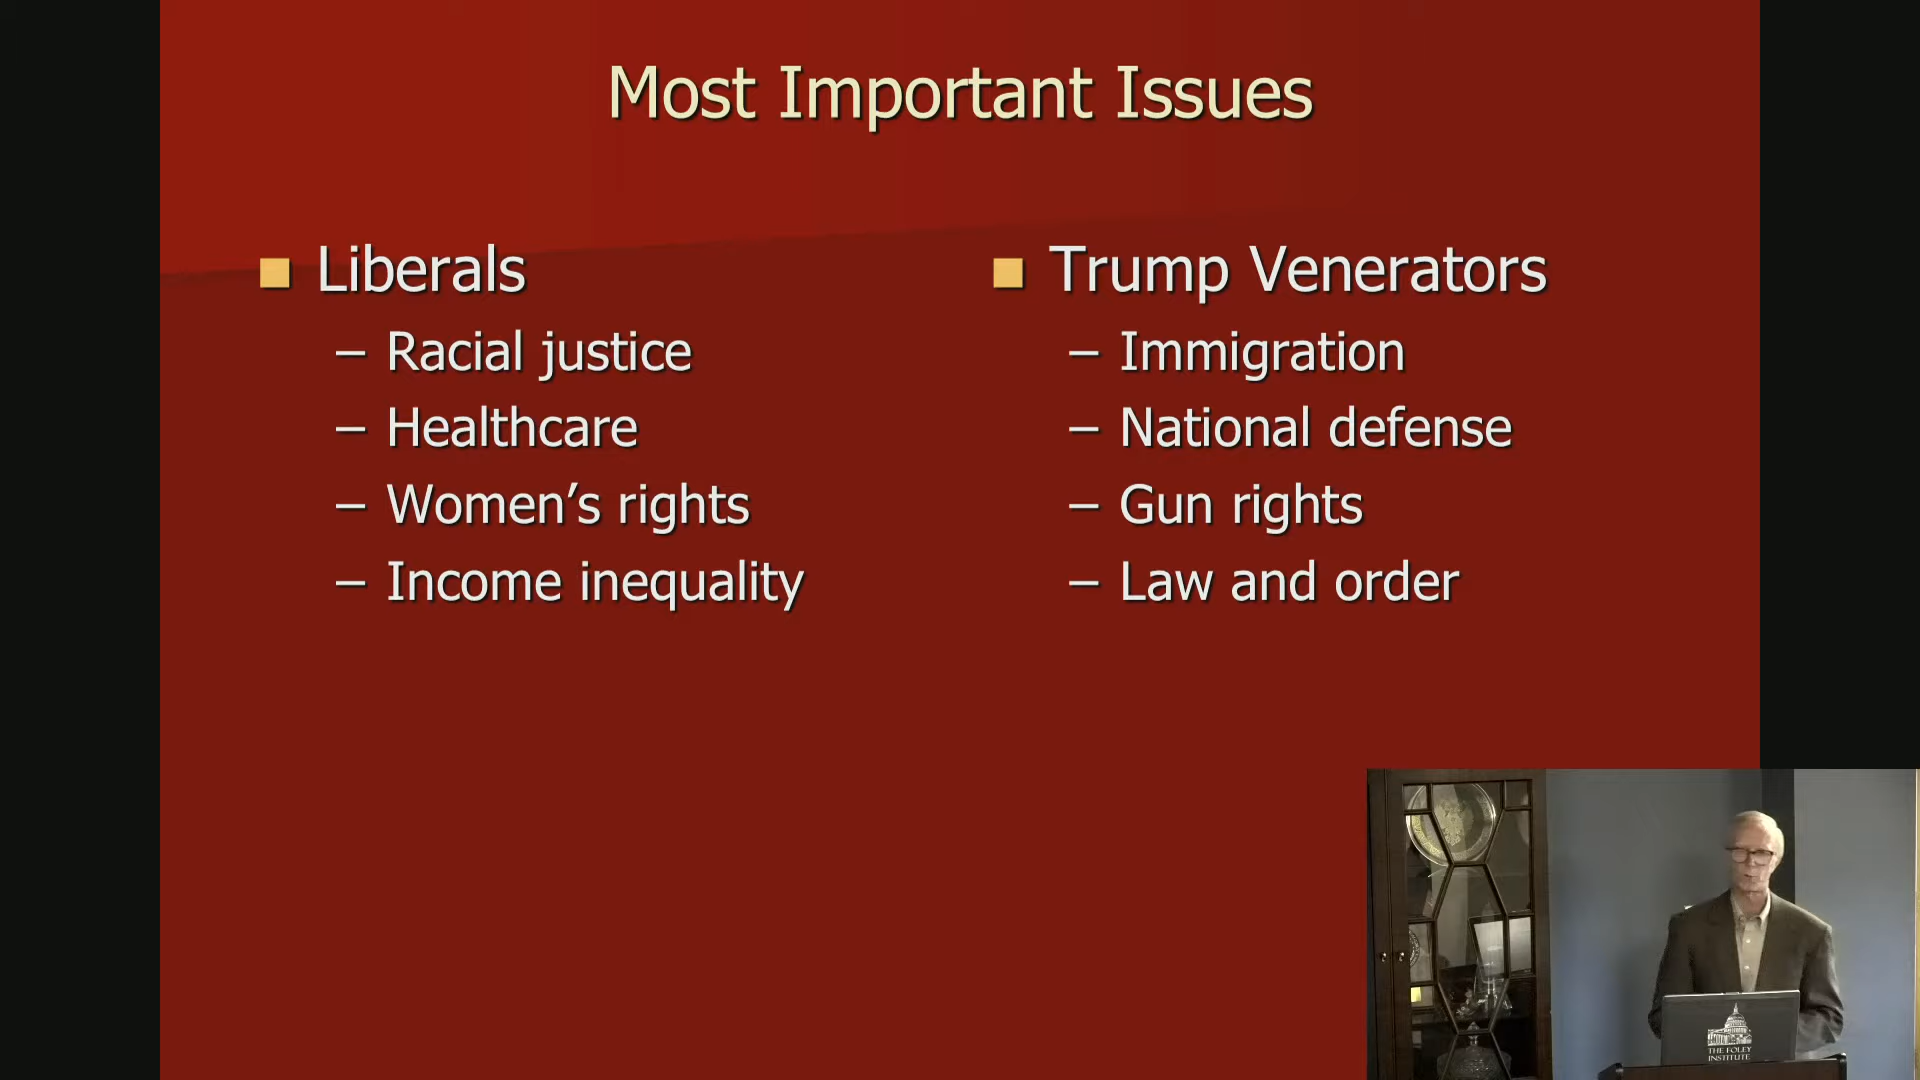 Most Important Issues
■ Liberals
– Racial justice
– Healthcare
– Women’s rights
– Income inequality
■ Trump Venerators
– Immigration
– National defense
– Gun rights
– Law and order
THE FOLEY
INSTITUTE